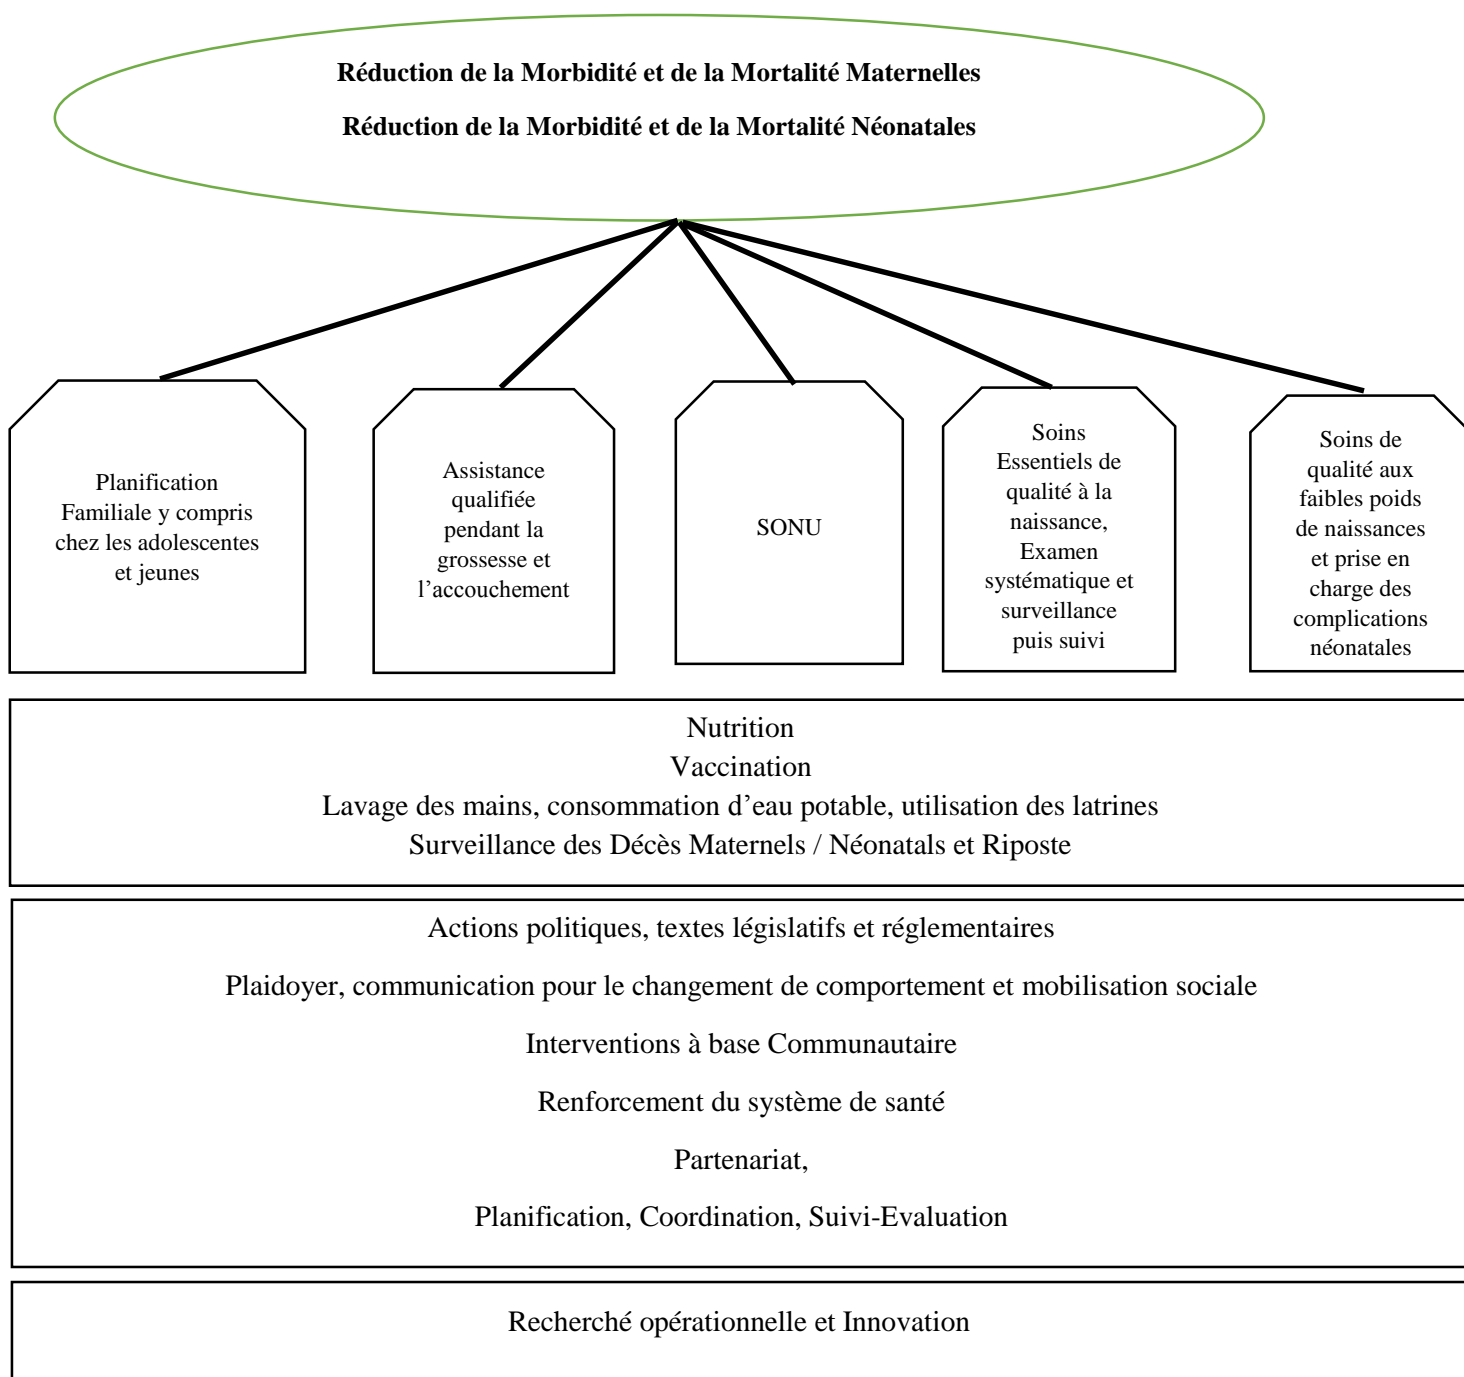 Réduction de la Morbidité et de la Mortalité Maternelles
Réduction de la Morbidité et de la Mortalité Néonatales
Planification
Familiale y compris
chez les adolescentes
et jeunes
Assistance
qualifiée
pendant la
grossesse et
l’accouchement
SONU
Soins
Essentiels de
qualité à la
naissance,
Examen
systématique et
surveillance
puis suivi
Soins de
qualité aux
faibles poids
de naissances
et prise en
charge des
complications
néonatales
Nutrition
Vaccination
Lavage des mains, consommation d’eau potable, utilisation des latrines
Surveillance des Décès Maternels / Néonatals et Riposte
Actions politiques, textes législatifs et réglementaires
Plaidoyer, communication pour le changement de comportement et mobilisation sociale
Interventions à base Communautaire
Renforcement du système de santé
Partenariat,
Planification, Coordination, Suivi-Evaluation
Recherché opérationnelle et Innovation